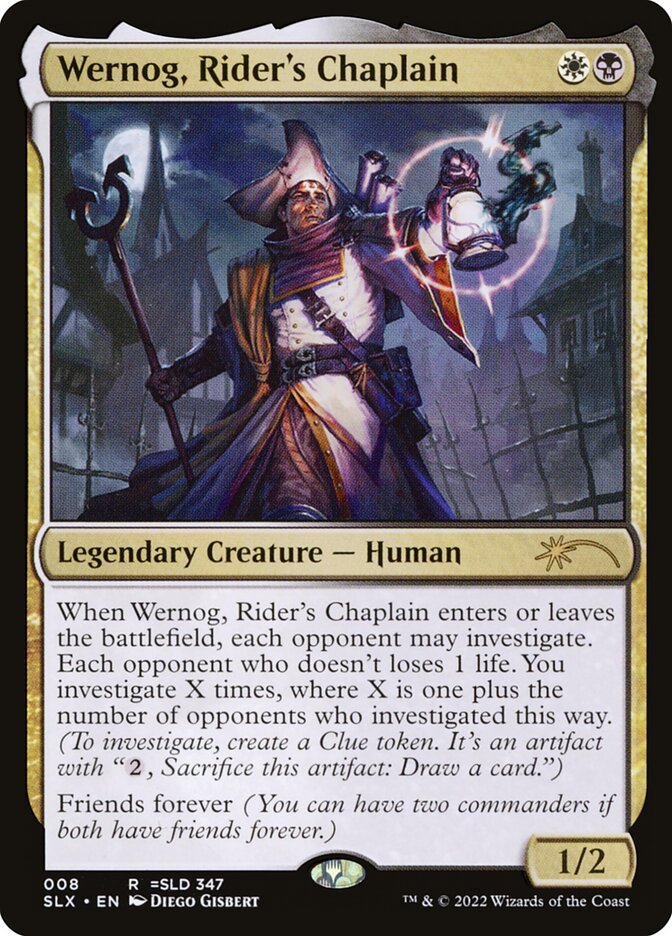 Wernog, Rider's Chaplain
Legendary Creature — Human
When Wernog, Rider's Chaplain enters or leaves
the battlefield, each opponent may investigate.
Each opponent who doesn't loses 1 life. You
investigate X times, where X is one plus the
number of opponents who investigated this way.
(To investigate, create a Clue token. It's an artifact
with “2, Sacrifice this artifact: Draw a card.”)
Friends forever (You can have two commanders if
both have friends forever.)
1/2
008 R =SLD 347
SLX • EN Diego Gisbert
™ & © 2022 Wizards of the Coast